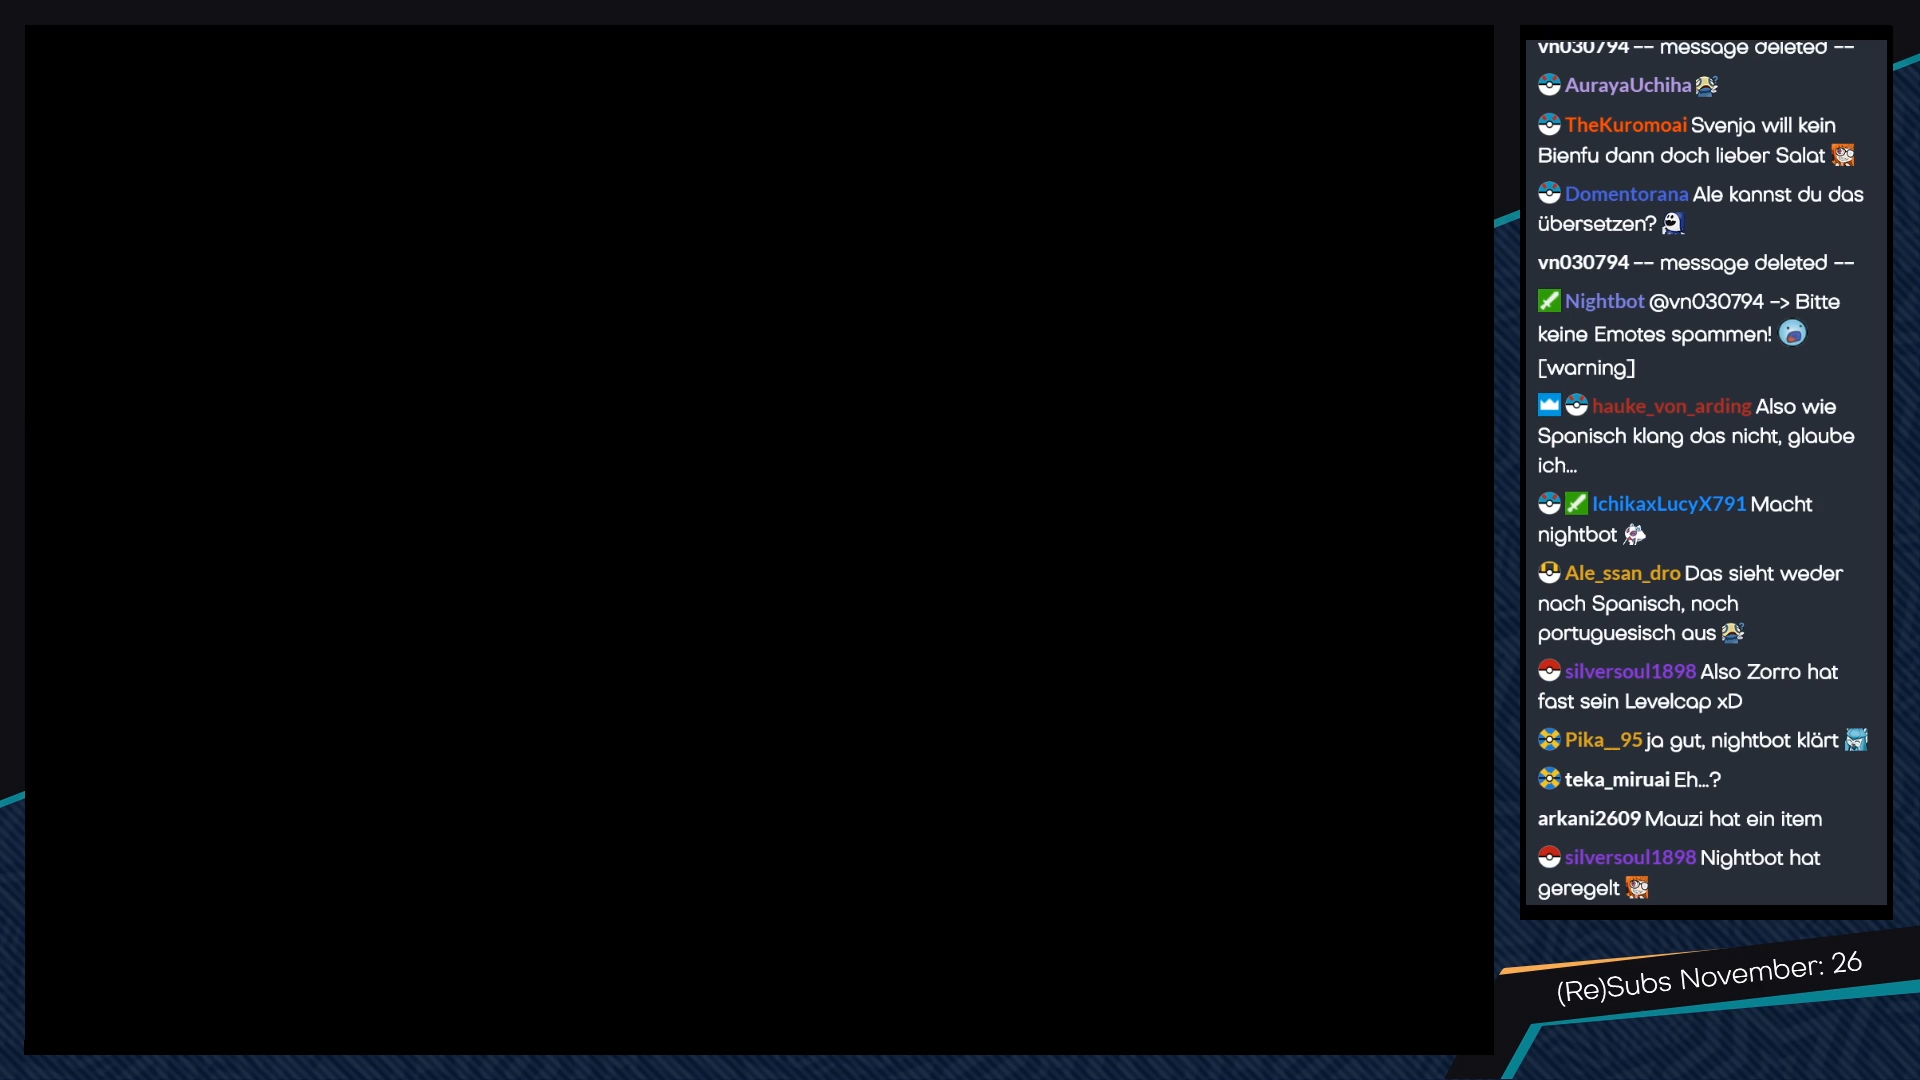 vn030794 -- message deleted --
AurayaUchiha
TheKuromoai Svenja will kein
Bienfu dann doch lieber Salat
Domentorana Ale kannst du das
übersetzen?
vn030794 -- message deleted --
Nightbot @vn030794 -> Bitte
keine Emotes spammen!
[warning]
hauke_von_arding Also wie
Spanisch klang das nicht, glaube
ich...
IchikaxLucyX791 Macht
nightbot
Ale_ssan_dro Das sieht weder
nach Spanisch, noch
portuguesisch aus
silversoul1898 Also Zorro hat
fast sein Levelcap xD
Pika__95 ja gut, nightbot klärt
teka_miruai Eh...?
arkani2609 Mauzi hat ein item
silversoul1898 Nightbot hat
geregelt
(Re)Subs November: 26